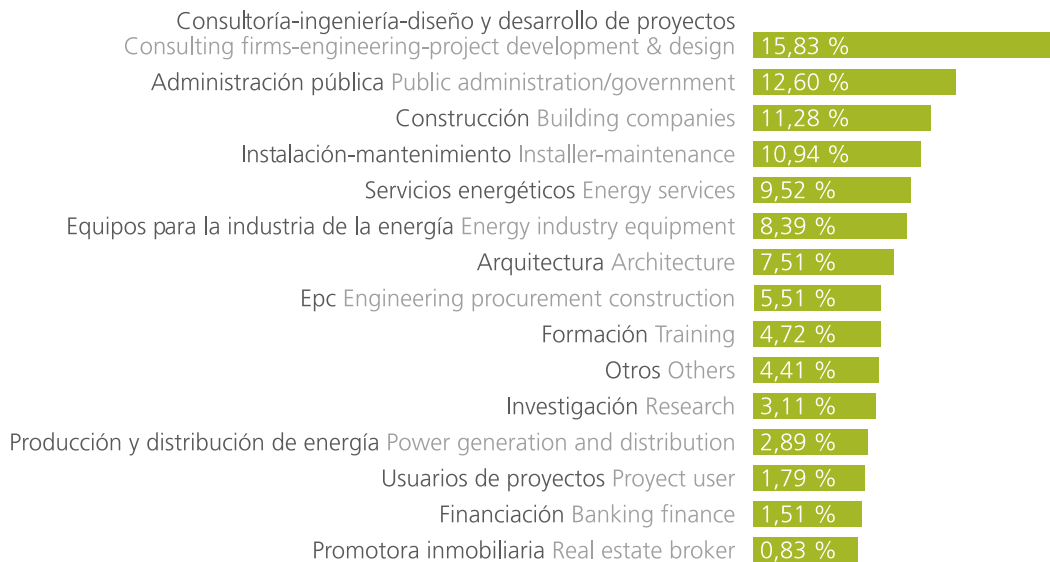 Consultoría-ingeniería-diseño y desarrollo de proyectos
Consulting firms-engineering-project development & design 15,83 %
Administración pública Public administration/government 12,60 %
Construcción Building companies 11,28 %
Instalación-mantenimiento Installer-maintenance 10,94 %
Servicios energéticos Energy services 9,52 %
Equipos para la industria de la energía Energy industry equipment 8,39 %
Arquitectura Architecture 7,51 %
Epc Engineering procurement construction 5,51 %
Formación Training 4,72 %
Otros Others 4,41 %
Investigación Research 3,11 %
Producción y distribución de energía Power generation and distribution 2,89 %
Usuarios de proyectos Proyect user 1,79 %
Financiación Banking finance 1,51 %
Promotora inmobiliaria Real estate broker 0,83 %